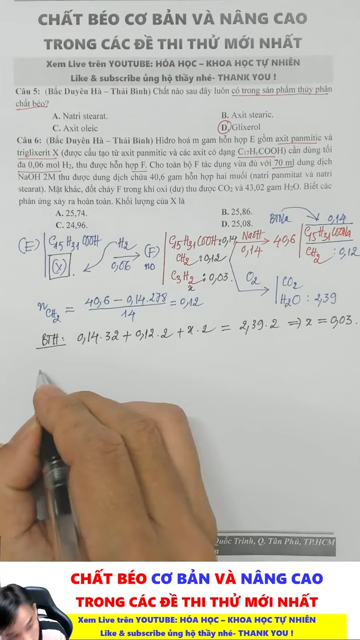 CHẤT BÉO CƠ BẢN VÀ NÂNG CAO
TRONG CÁC ĐỀ THI THỬ MỚI NHẤT
Xem Live trên YOUTUBE: HÓA HỌC – KHOA HỌC TỰ NHIÊN
Like & subscribe ủng hộ thầy nhé- THANK YOU !
Câu 5: (Bắc Duyên Hà – Thái Bình) Chất nào sau đây luôn có trong sản phẩm thủy phân
chất béo?
A. Natri stearat. B. Axit stearic.
C. Axit oleic D. Glixerol
Câu 6: (Bắc Duyên Hà – Thái Bình) Hiđro hoá m gam hỗn hợp E gồm axit panmitic và
triglixerit X (được cấu tạo từ axit panmitic và các axit có dạng C17HyCOOH) cần dùng tối
đa 0,06 mol H2, thu được hỗn hợp F. Cho toàn bộ F tác dụng vừa đủ với 70 ml dung dịch
NaOH 2M thu được dung dịch chứa 40,6 gam hỗn hợp hai muối (natri panmitat và natri
stearat). Mặt khác, đốt cháy F trong khí oxi (dư) thu được CO2 và 43,02 gam H2O. Biết các
phản ứng xảy ra hoàn toàn. Khối lượng của X là
A. 25,74. B. 25,86.
C. 24,96. D. 25,08.
BTNa 0,14
(E) C15H31COOH H2 (F) C15H31COOH: 0,14 NaOH 40,6 C15H31COONa
(X) 0,06 no CH2: 0,12 0,14 CH2: 0,12
C3H2: 0,03 O2 CO2
x H2O: 2,39
nCH2 = 40,6 – 0,14.278 / 14 = 0,12
BTH: 0,14.32 + 0,12.2 + x.2 = 2,39.2 ⇒ x = 0,03.
Quốc Trinh, Q. Tân Phú, TP.HCM
CHẤT BÉO CƠ BẢN VÀ NÂNG CAO
TRONG CÁC ĐỀ THI THỬ MỚI NHẤT
Xem Live trên YOUTUBE: HÓA HỌC – KHOA HỌC TỰ NHIÊN
Like & subscribe ủng hộ thầy nhé- THANK YOU !